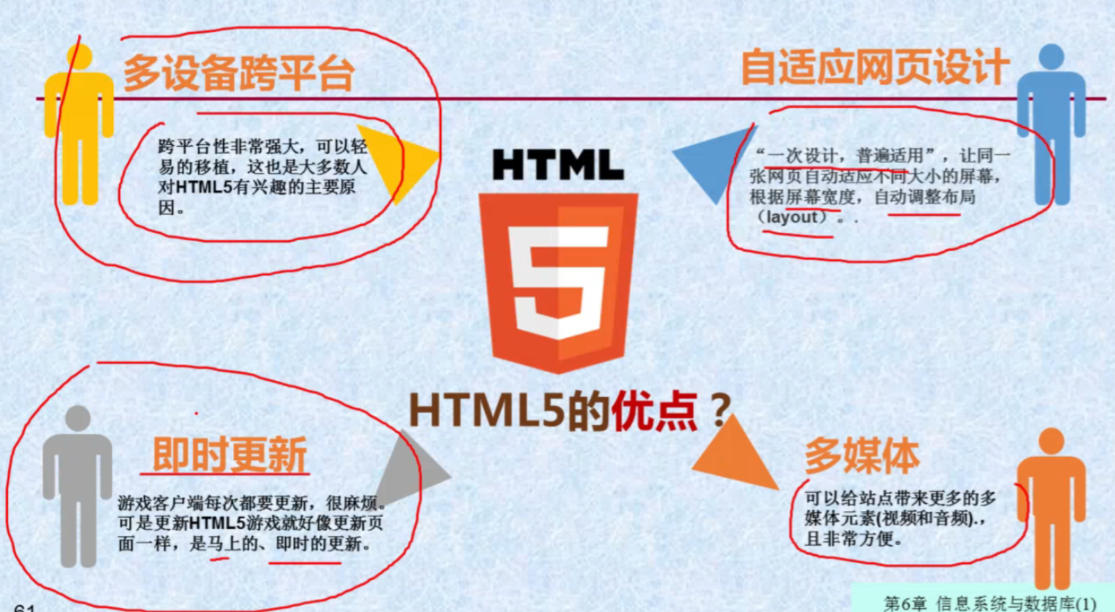 多设备跨平台
跨平台性非常强大，可以轻
易的移植，这也是大多数人
对HTML5有兴趣的主要原
因。
自适应网页设计
“一次设计，普遍适用”，让同一
张网页自动适应不同大小的屏幕，
根据屏幕宽度，自动调整布局
（layout）。.
HTML
5
HTML5的优点？
即时更新
游戏客户端每次都要更新，很麻烦。
可是更新HTML5游戏就好像更新页
面一样，是马上的、即时的更新。
多媒体
可以给站点带来更多的多
媒体元素(视频和音频).，
且非常方便。
61
第6章 信息系统与数据库(1)